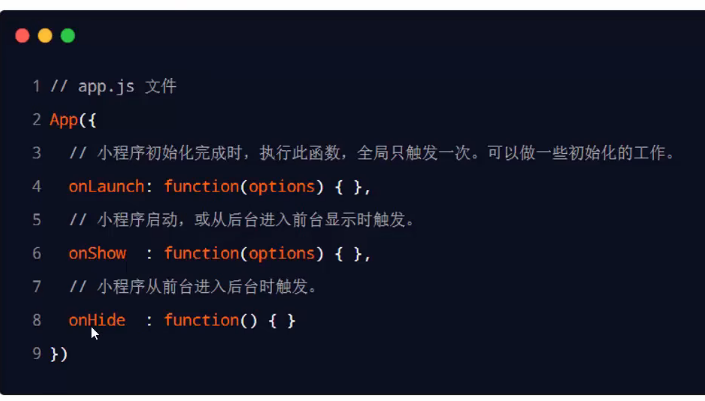 1 // app.js 文件
2 App({
3 // 小程序初始化完成时，执行此函数，全局只触发一次。可以做一些初始化的工作。
4 onLaunch: function(options) { },
5 // 小程序启动，或从后台进入前台显示时触发。
6 onShow  : function(options) { },
7 // 小程序从前台进入后台时触发。
8 onHide  : function() { }
9 })